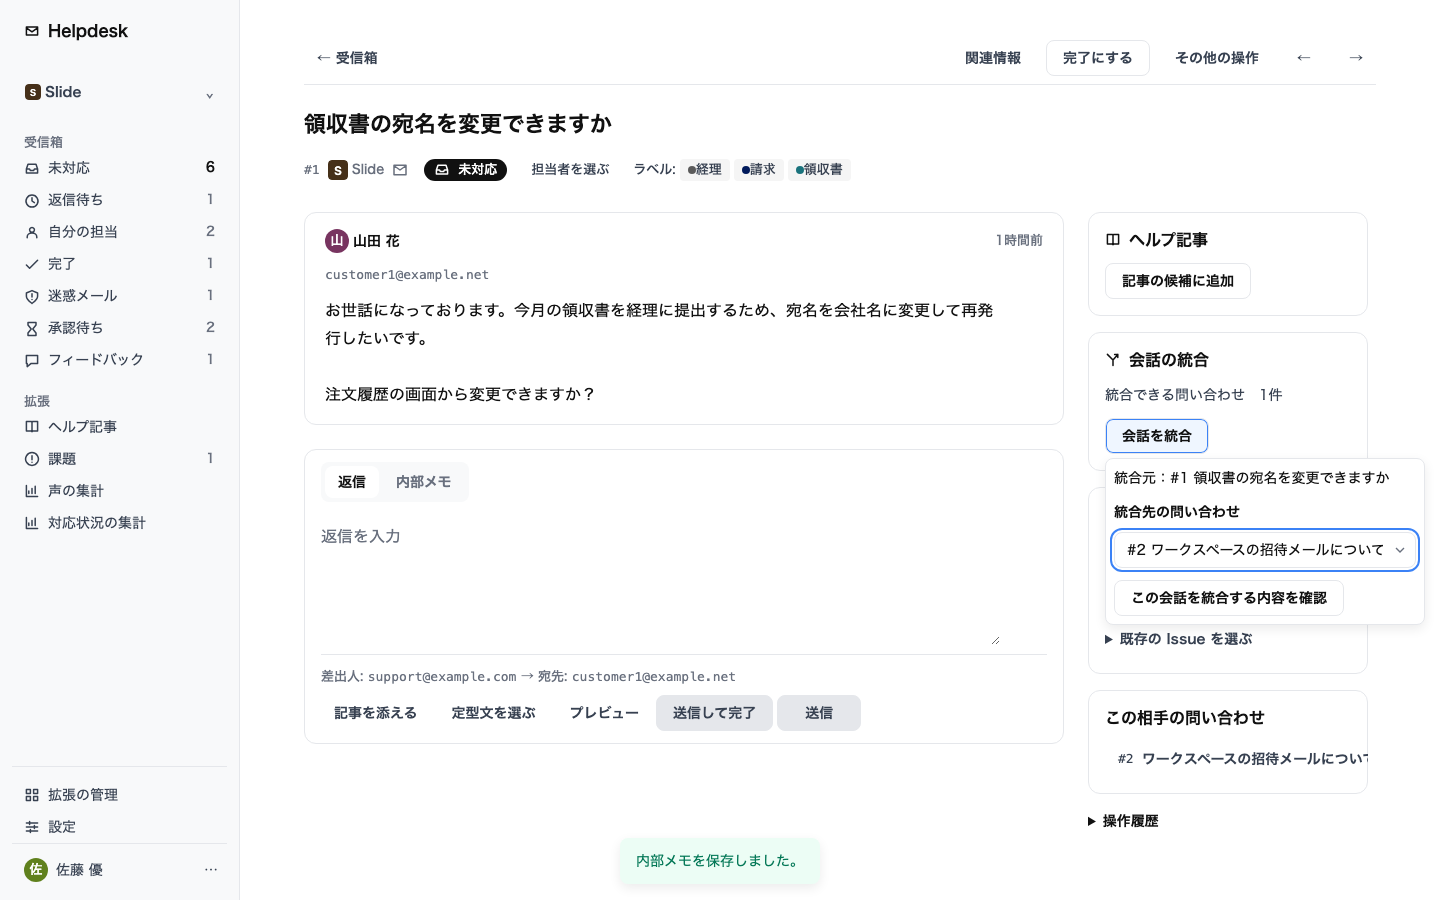 Helpdesk
S Slide
受信箱
未対応 6
返信待ち 1
自分の担当 2
完了 1
迷惑メール 1
承認待ち 2
フィードバック 1
拡張
ヘルプ記事
課題 1
声の集計
対応状況の集計
拡張の管理
設定
佐 佐藤 優 …
← 受信箱
関連情報 完了にする その他の操作 ← →
領収書の宛名を変更できますか
#1 S Slide 未対応 担当者を選ぶ ラベル: 経理 請求 領収書
山 山田 花 1時間前
customer1@example.net
お世話になっております。今月の領収書を経理に提出するため、宛名を会社名に変更して再発
行したいです。
注文履歴の画面から変更できますか？
返信 内部メモ
返信を入力
差出人: support@example.com → 宛先: customer1@example.net
記事を添える 定型文を選ぶ プレビュー 送信して完了 送信
ヘルプ記事
記事の候補に追加
会話の統合
統合できる問い合わせ 1件
会話を統合
統合元：#1 領収書の宛名を変更できますか
統合先の問い合わせ
#2 ワークスペースの招待メールについて
この会話を統合する内容を確認
▶ 既存の Issue を選ぶ
この相手の問い合わせ
#2 ワークスペースの招待メールについて
▶ 操作履歴
内部メモを保存しました。